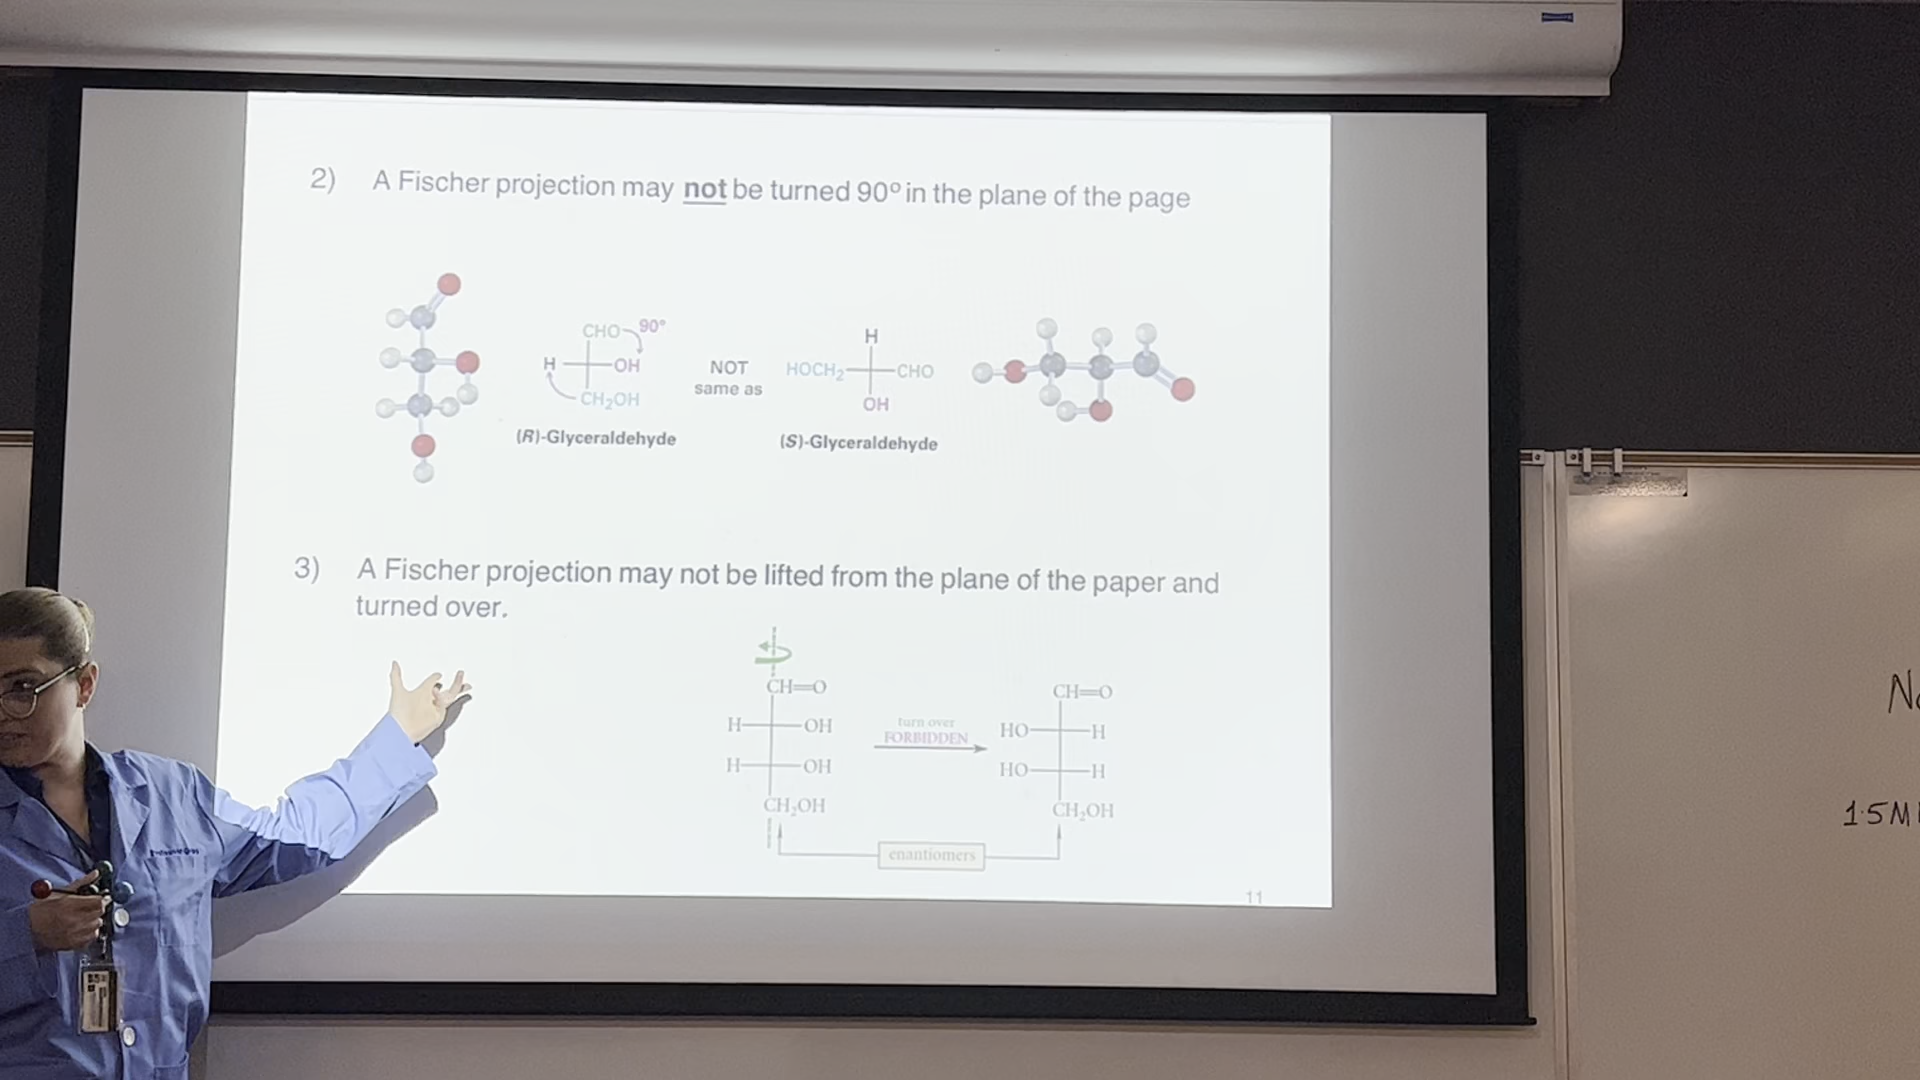 2) A Fischer projection may not be turned 90° in the plane of the page
CHO 90°
H OH
CH₂OH
(R)-Glyceraldehyde
NOT
same as
H
HOCH₂ CHO
OH
(S)-Glyceraldehyde
3) A Fischer projection may not be lifted from the plane of the paper and
turned over.
CH=O
H OH
H OH
CH₂OH
turn over
FORBIDDEN
CH=O
HO H
HO H
CH₂OH
enantiomers
11
1.5M